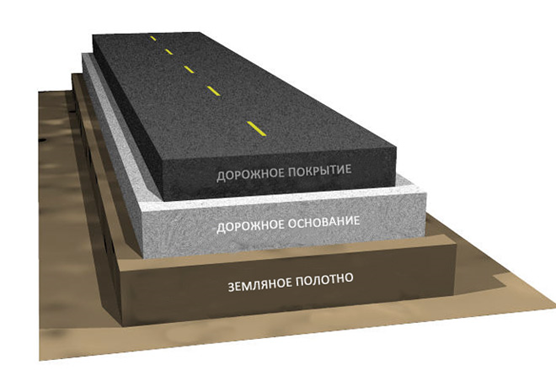 ДОРОЖНОЕ ПОКРЫТИЕ
ДОРОЖНОЕ ОСНОВАНИЕ
ЗЕМЛЯНОЕ ПОЛОТНО